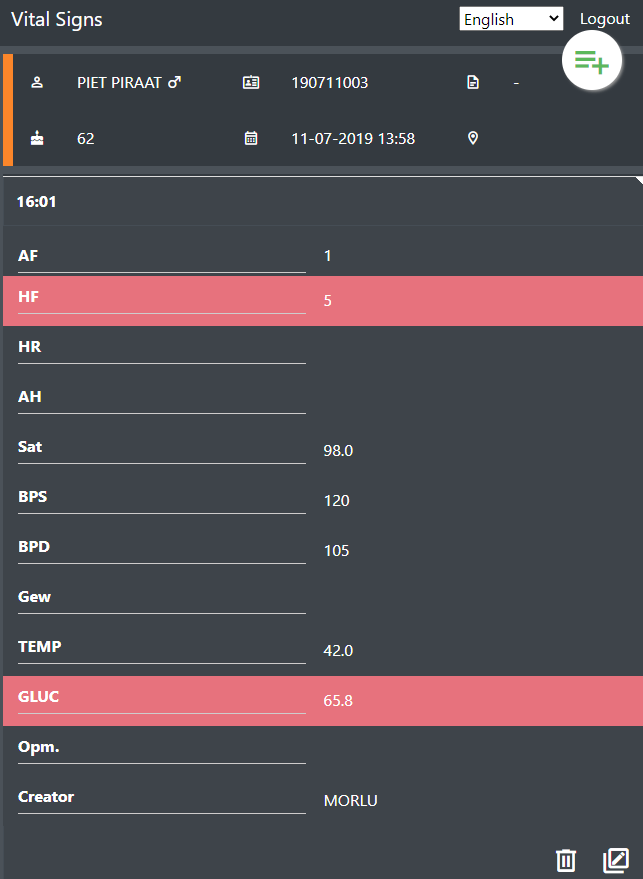 Vital Signs English Logout
PIET PIRAAT ♂ 190711003 -
62 11-07-2019 13:58
16:01
AF 1
HF 5
HR
AH
Sat 98.0
BPS 120
BPD 105
Gew
TEMP 42.0
GLUC 65.8
Opm.
Creator MORLU